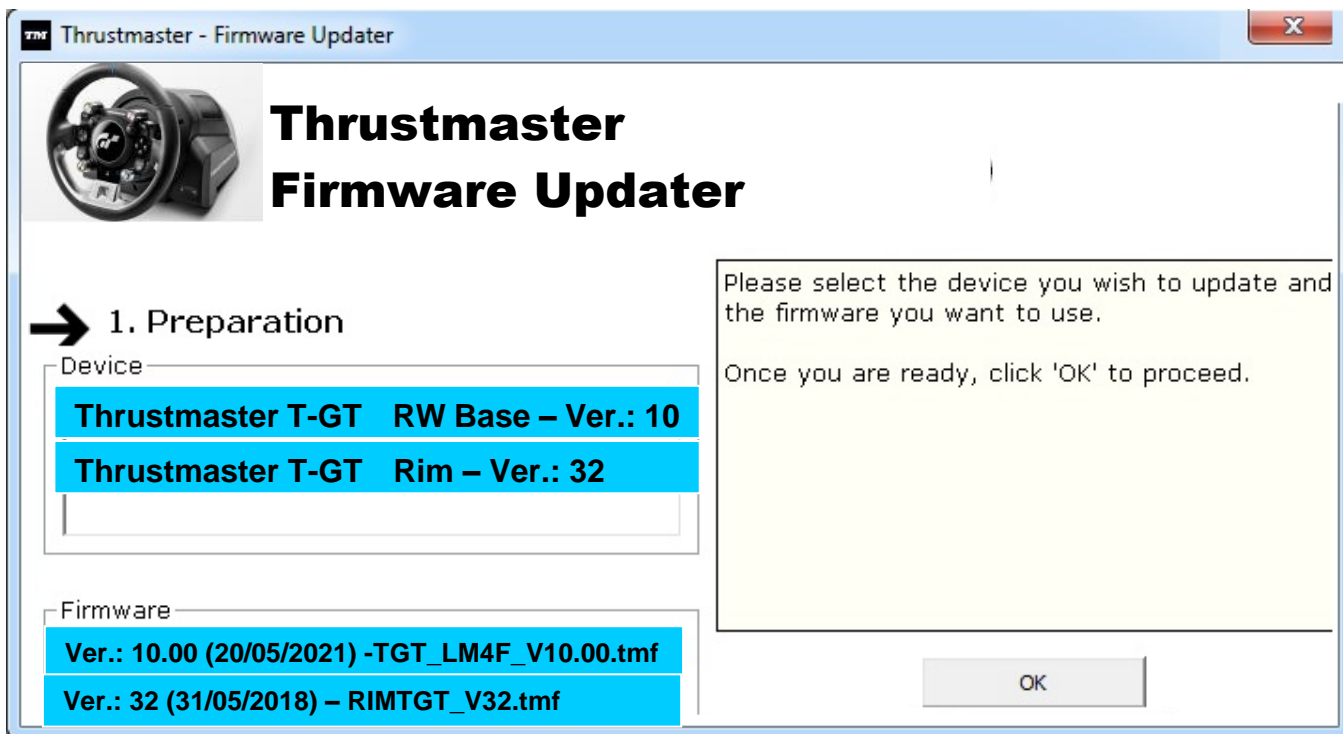 TM Thrustmaster - Firmware Updater
x
Thrustmaster
Firmware Updater
1. Preparation
Device
Thrustmaster T-GT RW Base – Ver.: 10
Thrustmaster T-GT Rim – Ver.: 32
Please select the device you wish to update and
the firmware you want to use.
Once you are ready, click 'OK' to proceed.
Firmware
Ver.: 10.00 (20/05/2021) -TGT_LM4F_V10.00.tmf
Ver.: 32 (31/05/2018) – RIMTGT_V32.tmf
OK